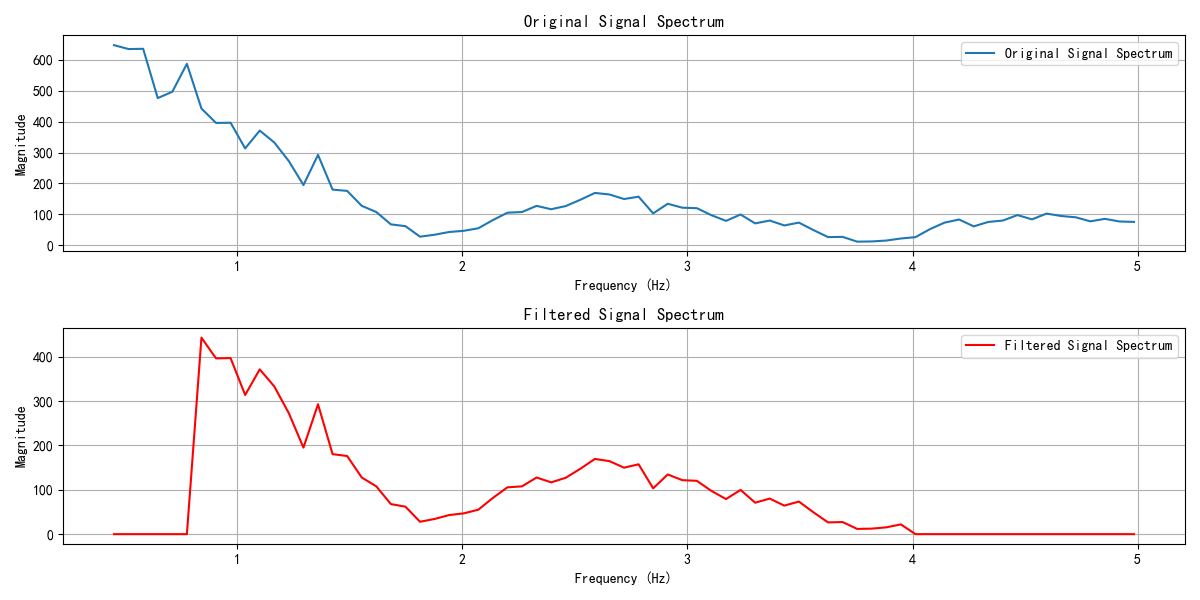 Original Signal Spectrum
Original Signal Spectrum
600
500
400
300
200
100
0
Magnitude
1 2 3 4 5
Frequency (Hz)
Filtered Signal Spectrum
Filtered Signal Spectrum
400
300
200
100
0
Magnitude
1 2 3 4 5
Frequency (Hz)